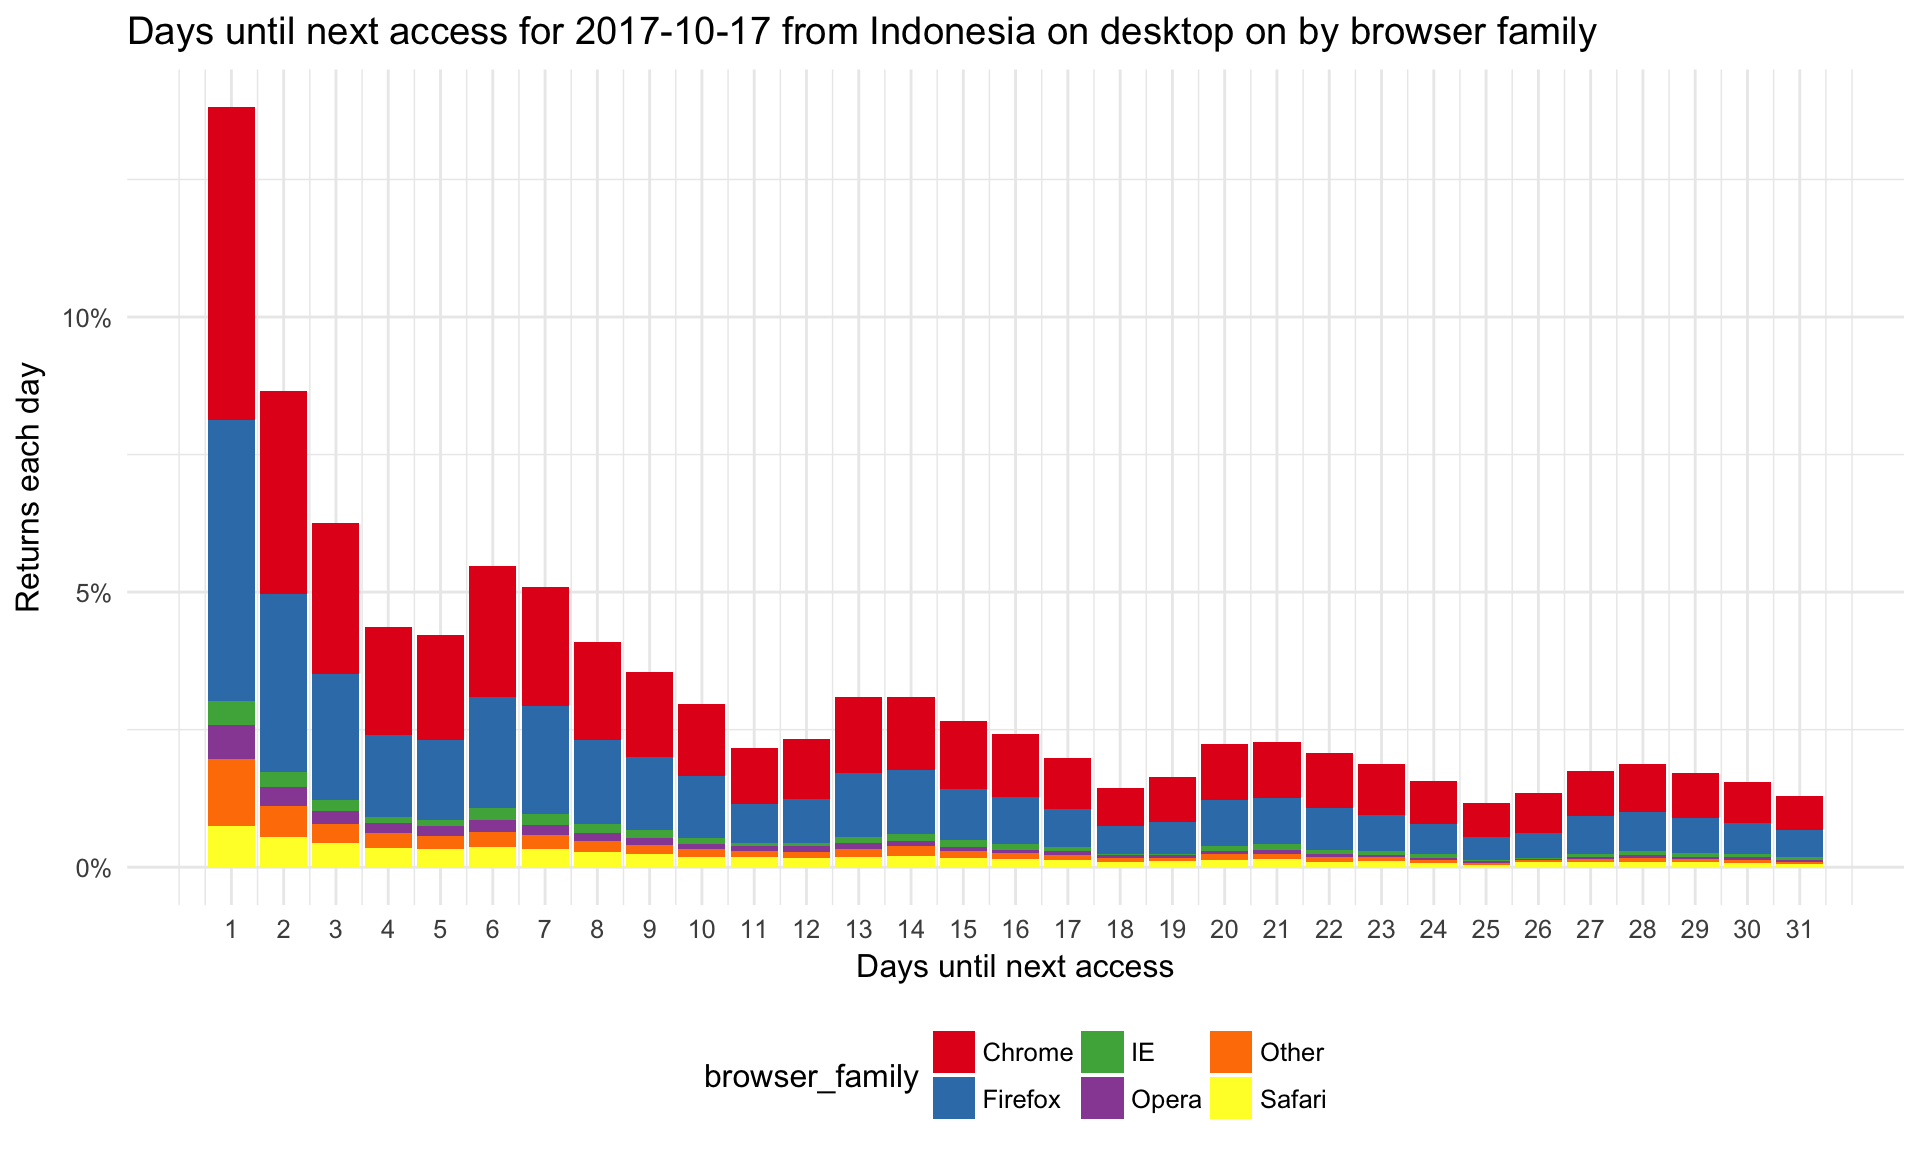 Days until next access for 2017-10-17 from Indonesia on desktop on by browser family
Returns each day
10%
5%
0%
1 2 3 4 5 6 7 8 9 10 11 12 13 14 15 16 17 18 19 20 21 22 23 24 25 26 27 28 29 30 31
Days until next access
browser_family
Chrome IE Other
Firefox Opera Safari